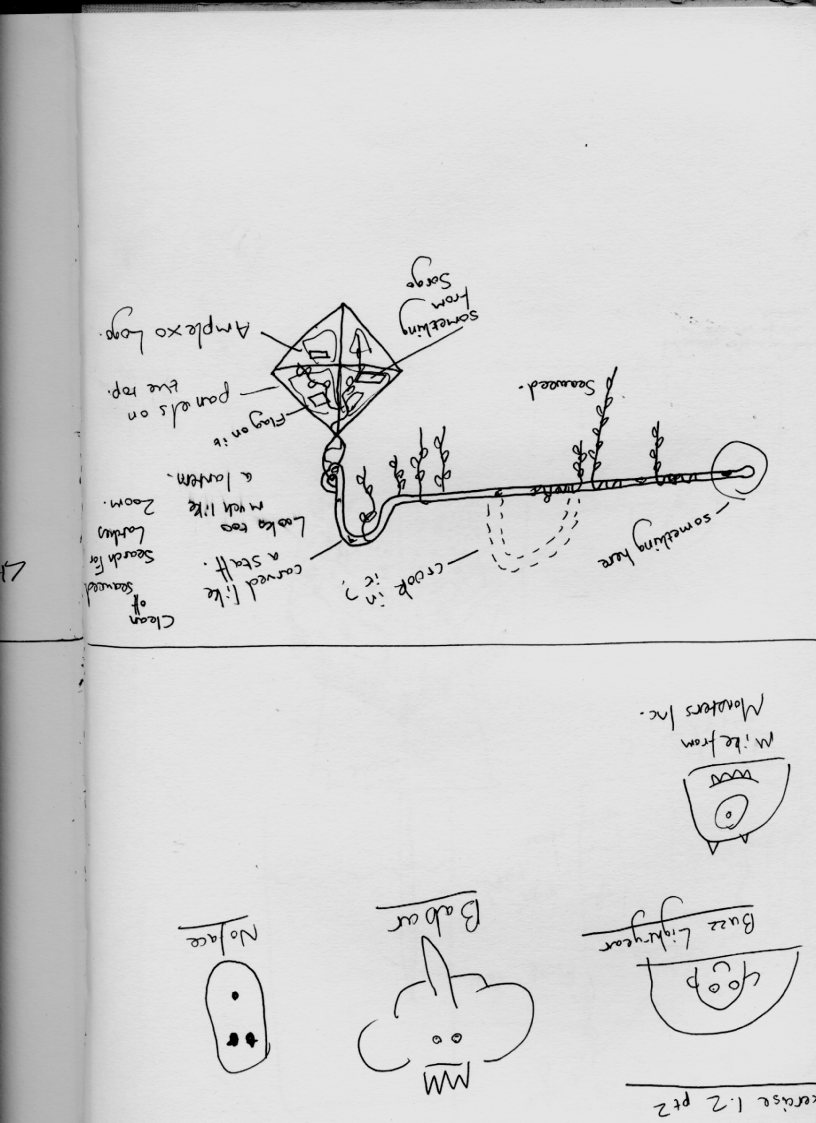 xercise 1.2 pt 2
Buzz Lightyear
Babar
No face
Mike from
Monsters Inc.
something here
crook in
it?
carved like
a staff.
Looks too
much like
a lantern.
Clean
off
seaweed
Search For
Latches
Zoom.
Seaweed.
Flag on it
panels on
the top.
Amplexo Logo.
something
from
Sorgo